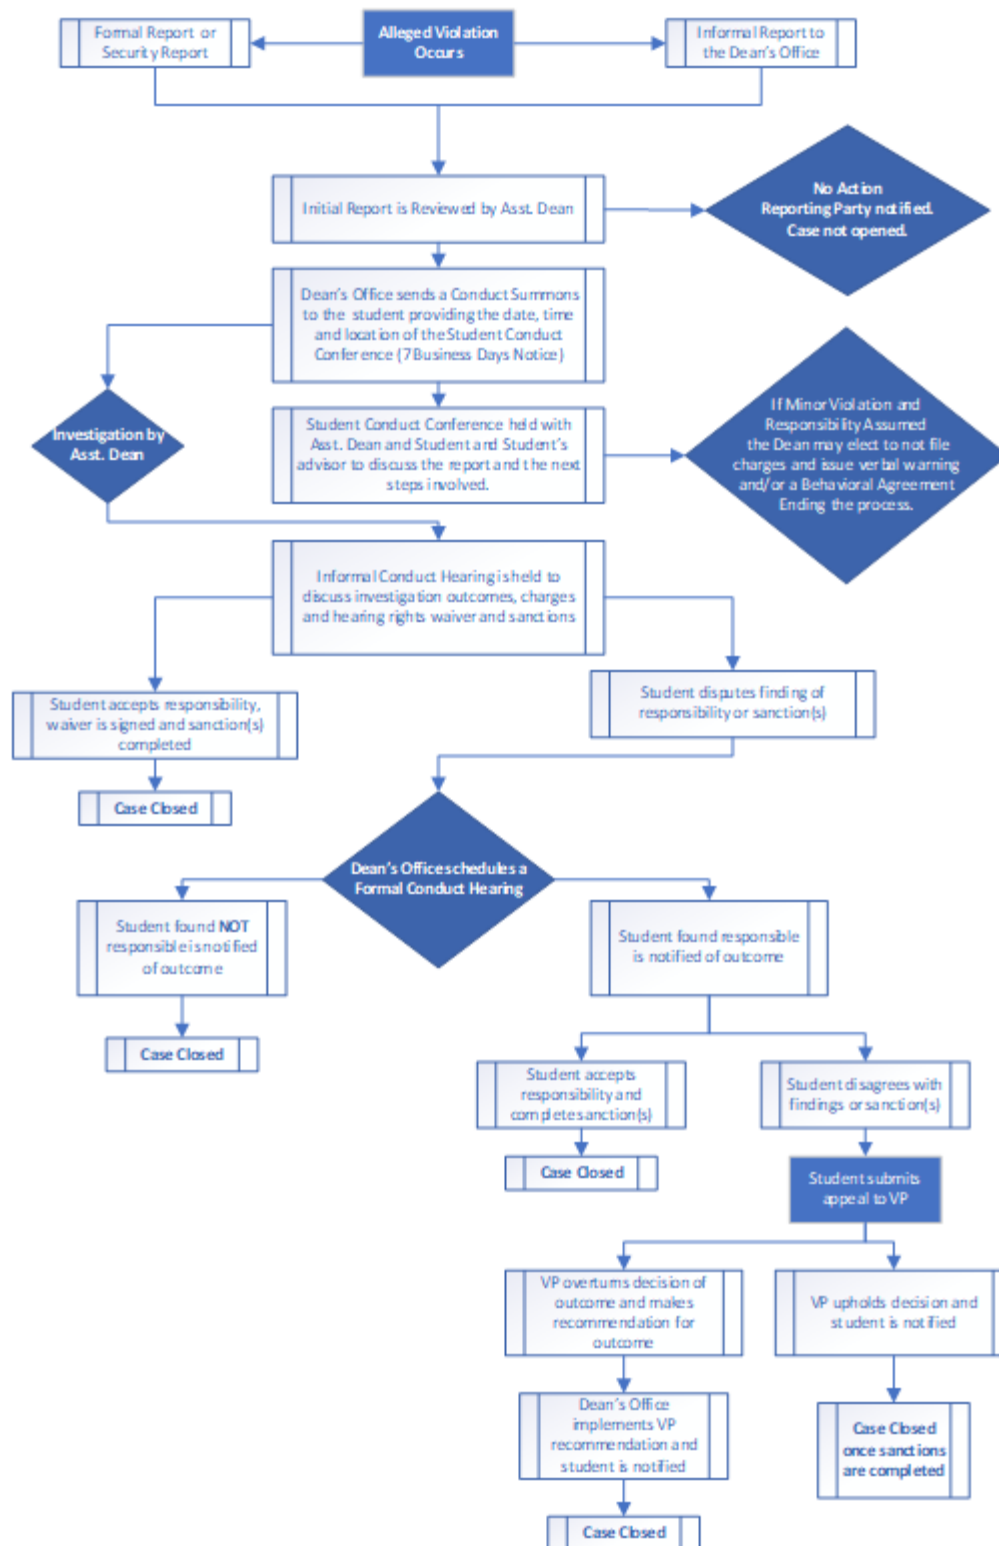 Formal Report or
Security Report
Alleged Violation
Occurs
Informal Report to
the Dean's Office
Initial Report is Reviewed by Asst. Dean
No Action
Reporting Party notified.
Case not opened.
Dean's Office sends a Conduct Summons
to the student providing the date, time
and location of the Student Conduct
Conference (7 Business Days Notice)
Investigation by
Asst. Dean
Student Conduct Conference held with
Asst. Dean and Student and Student's
advisor to discuss the report and the next
steps involved.
If Minor Violation and
Responsibility Assumed
the Dean may elect to not file
charges and issue verbal warning
and/or a Behavioral Agreement
Ending the process.
Informal Conduct Hearing is held to
discuss investigation outcomes, charges
and hearing rights waiver and sanctions
Student accepts responsibility,
waiver is signed and sanction(s)
completed
Student disputes finding of
responsibility or sanction(s)
Case Closed
Dean's Office schedules a
Formal Conduct Hearing
Student found NOT
responsible is notified
of outcome
Student found responsible
is notified of outcome
Case Closed
Student accepts
responsibility and
complete sanction(s)
Student disagrees with
findings or sanction(s)
Case Closed
Student submits
appeal to VP
VP overturns decision of
outcome and makes
recommendation for
outcome
VP upholds decision and
student is notified
Dean's Office
implements VP
recommendation and
student is notified
Case Closed
once sanctions
are completed
Case Closed